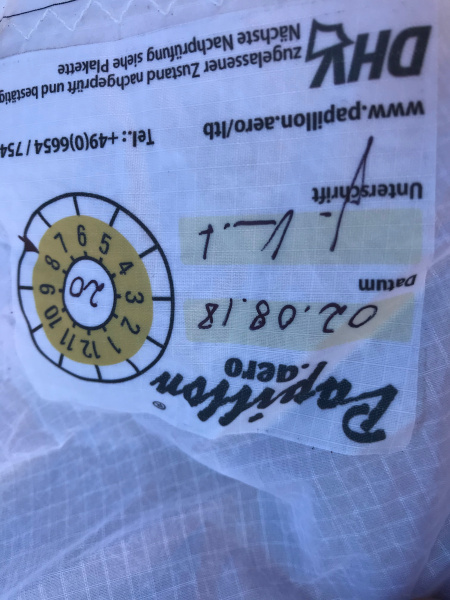 Papillon®
.aero
Datum
02.08.18
Unterschrift
www.papillon.aero/ltb
Tel.: +49(0)6654 / 754
DHV
zugelassener Zustand nachgeprüft und bestätig
Nächste Nachprüfung siehe Plakette
1 2 3 4 5 6 7 8 9 10 11 12
20